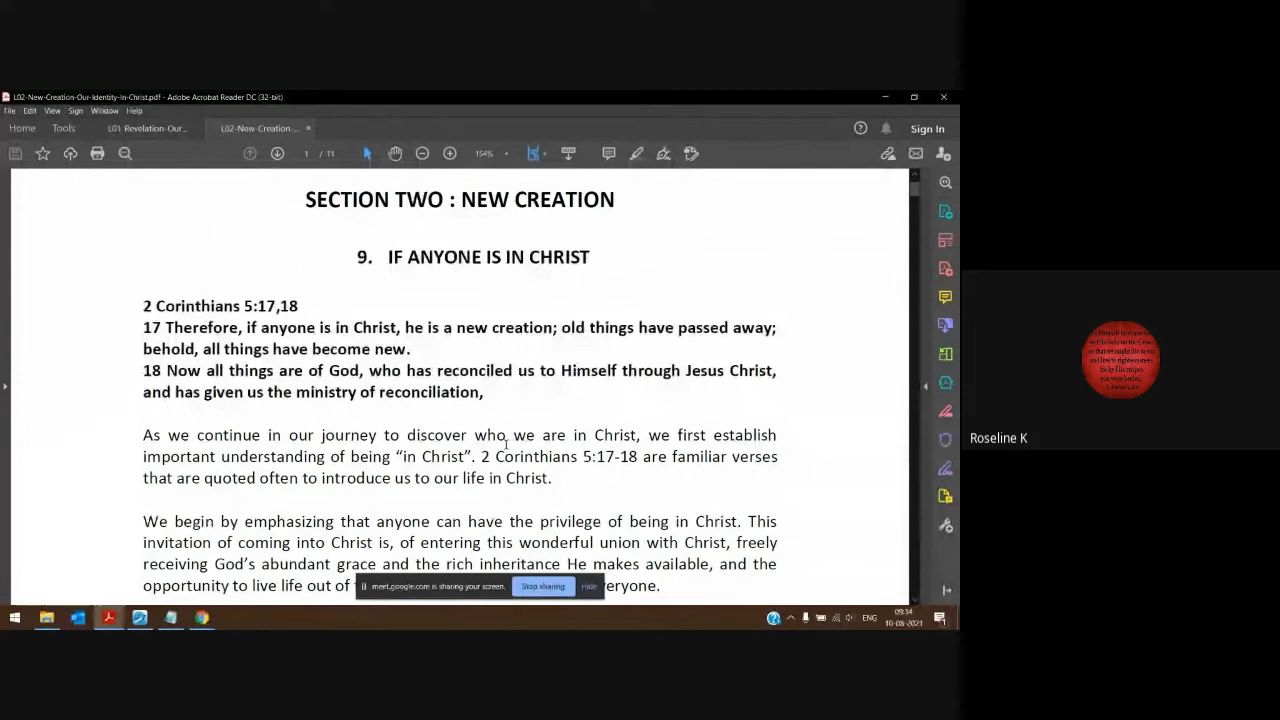 L02-New-Creation-Our-Identity-In-Christ.pdf - Adobe Acrobat Reader DC (32-bit)
File Edit View Sign Window Help
Home Tools L01 Revelation-Our... L02-New-Creation-... × Sign In
1 / 11 154%
SECTION TWO : NEW CREATION
9. IF ANYONE IS IN CHRIST
2 Corinthians 5:17,18
17 Therefore, if anyone is in Christ, he is a new creation; old things have passed away;
behold, all things have become new.
18 Now all things are of God, who has reconciled us to Himself through Jesus Christ,
and has given us the ministry of reconciliation,
As we continue in our journey to discover who we are in Christ, we first establish
important understanding of being “in Christ”. 2 Corinthians 5:17-18 are familiar verses
that are quoted often to introduce us to our life in Christ.
We begin by emphasizing that anyone can have the privilege of being in Christ. This
invitation of coming into Christ is, of entering this wonderful union with Christ, freely
receiving God’s abundant grace and the rich inheritance He makes available, and the
opportunity to live life out of
meet.google.com is sharing your screen. Stop sharing Hide
eryone.
ENG
09:34
10-08-2021
Roseline K